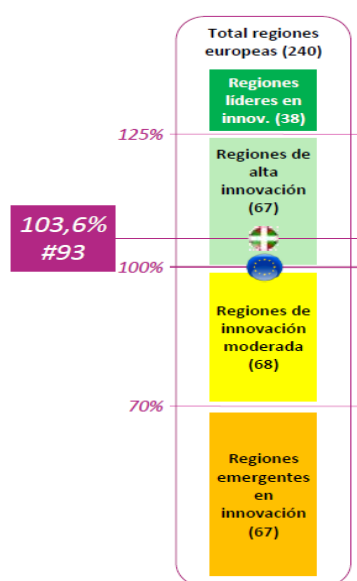 Total regiones
europeas (240)
Regiones
líderes en
innov. (38)
125%
Regiones de
alta
innovación
(67)
103,6%
#93
100%
Regiones de
innovación
moderada
(68)
70%
Regiones
emergentes
en
innovación
(67)